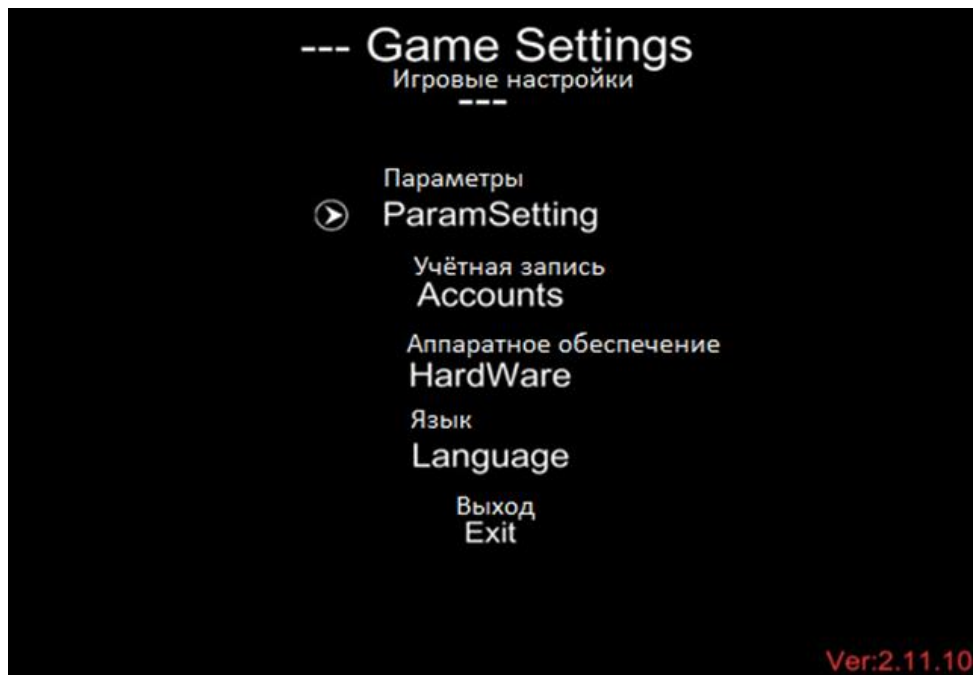 --- Game Settings
Игровые настройки
---
Параметры
ParamSetting
Учётная запись
Accounts
Аппаратное обеспечение
HardWare
Язык
Language
Выход
Exit
Ver:2.11.10